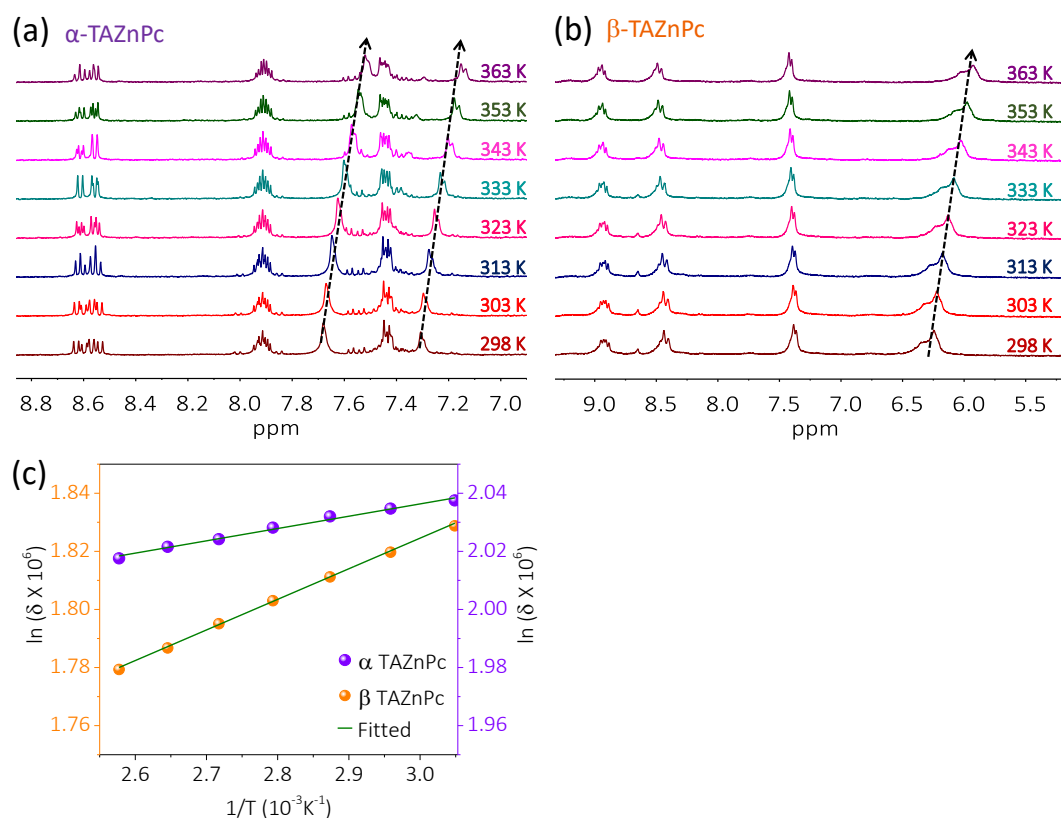 (a) α-TAZnPc
363 K
353 K
343 K
333 K
323 K
313 K
303 K
298 K
8.8 8.6 8.4 8.2 8.0 7.8 7.6 7.4 7.2 7.0
ppm
(b) β-TAZnPc
363 K
353 K
343 K
333 K
323 K
313 K
303 K
298 K
9.0 8.5 8.0 7.5 7.0 6.5 6.0 5.5
ppm
(c)
ln (δ X 10⁶)
1.84
1.82
1.80
1.78
1.76
2.04
2.02
2.00
1.98
1.96
ln (δ X 10⁶)
α TAZnPc
β TAZnPc
Fitted
2.6 2.7 2.8 2.9 3.0
1/T (10⁻³K⁻¹)